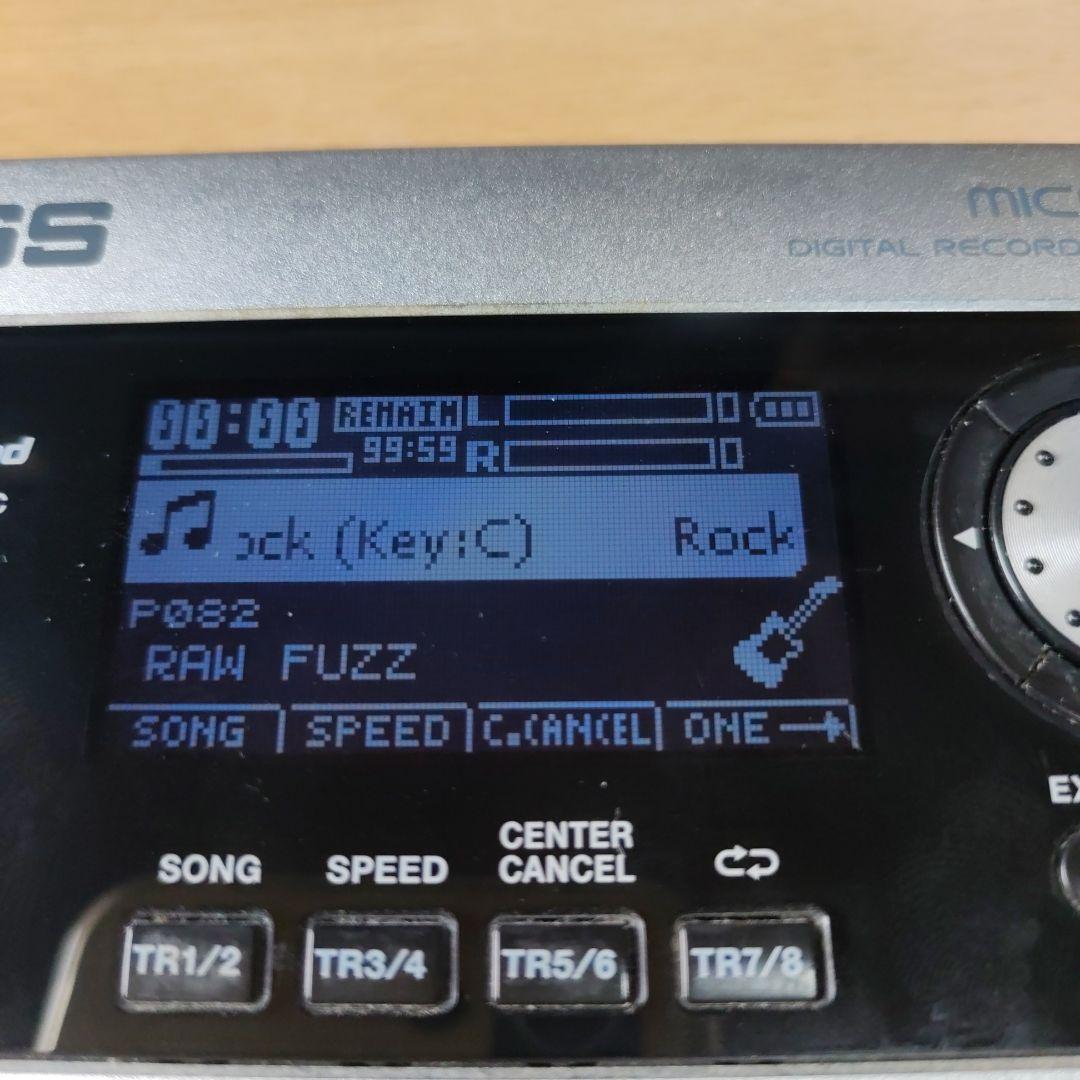 SS
MIC
DIGITAL RECORD
00:00 REMAIN L
99:59 R
ock (Key:C) Rock
P082
RAW FUZZ
SONG SPEED C.CANCEL ONE
SONG SPEED CENTER CANCEL
EX
TR1/2 TR3/4 TR5/6 TR7/8